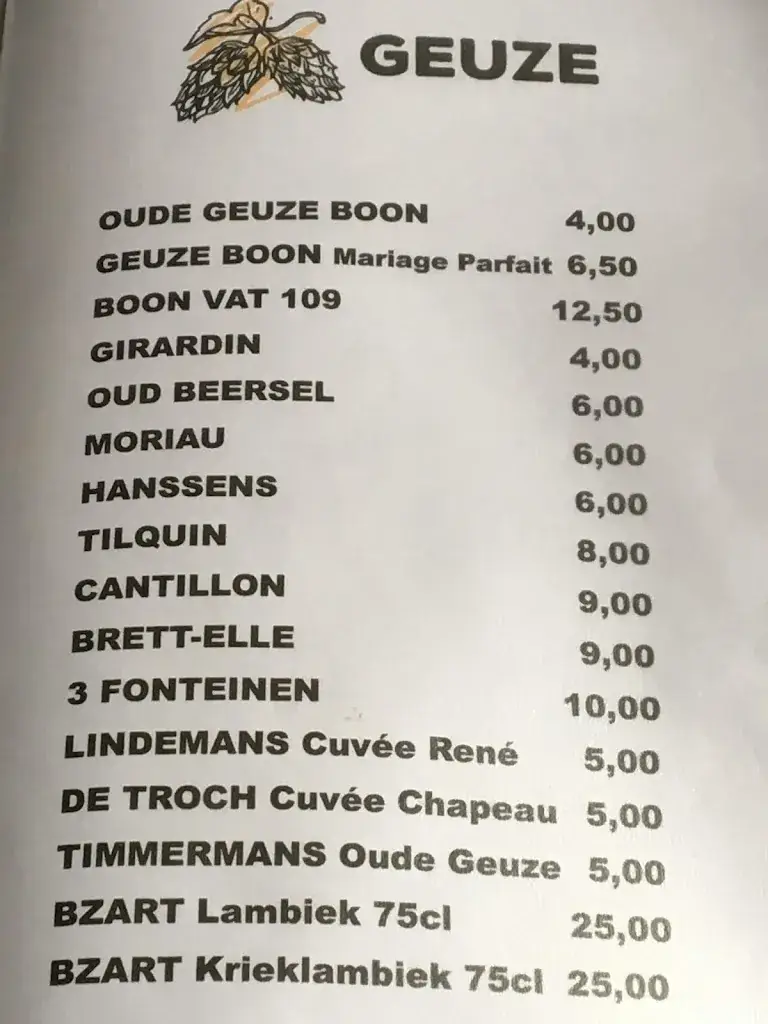 GEUZE
OUDE GEUZE BOON 4,00
GEUZE BOON Mariage Parfait 6,50
BOON VAT 109 12,50
GIRARDIN 4,00
OUD BEERSEL 6,00
MORIAU 6,00
HANSSENS 6,00
TILQUIN 8,00
CANTILLON 9,00
BRETT-ELLE 9,00
3 FONTEINEN 10,00
LINDEMANS Cuvée René 5,00
DE TROCH Cuvée Chapeau 5,00
TIMMERMANS Oude Geuze 5,00
BZART Lambiek 75cl 25,00
BZART Krieklambiek 75cl 25,00